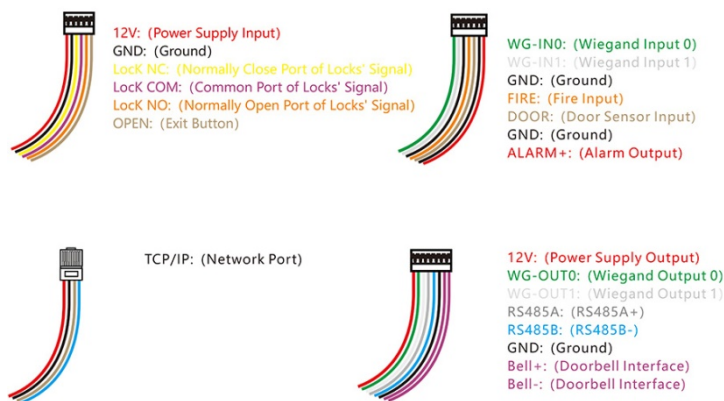 12V: (Power Supply Input)
GND: (Ground)
LocK NC: (Normally Close Port of Locks' Signal)
LocK COM: (Common Port of Locks' Signal)
LocK NO: (Normally Open Port of Locks' Signal)
OPEN: (Exit Button)
WG-IN0: (Wiegand Input 0)
WG-IN1: (Wiegand Input 1)
GND: (Ground)
FIRE: (Fire Input)
DOOR: (Door Sensor Input)
GND: (Ground)
ALARM+: (Alarm Output)
TCP/IP: (Network Port)
12V: (Power Supply Output)
WG-OUT0: (Wiegand Output 0)
WG-OUT1: (Wiegand Output 1)
RS485A: (RS485A+)
RS485B: (RS485B-)
GND: (Ground)
Bell+: (Doorbell Interface)
Bell-: (Doorbell Interface)